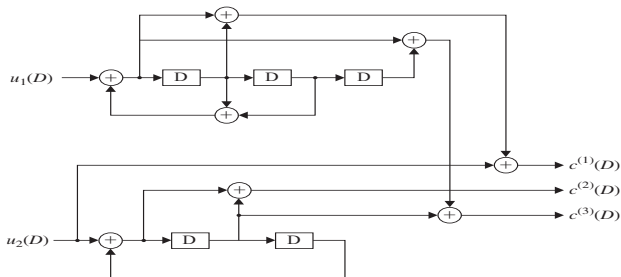 +
+
u₁(D) + D D D
+
+ c⁽¹⁾(D)
+ c⁽²⁾(D)
+ c⁽³⁾(D)
u₂(D) + D D